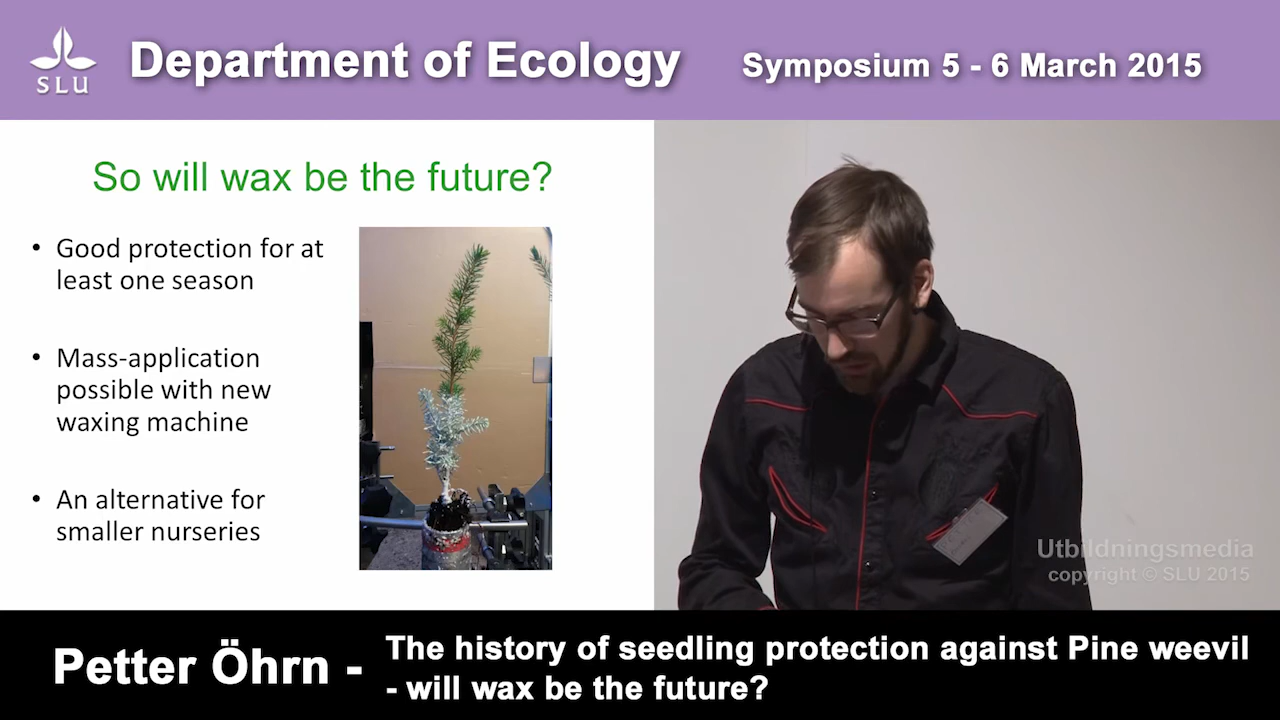 SLU
Department of Ecology
Symposium 5 - 6 March 2015
So will wax be the future?
• Good protection for at
least one season
• Mass-application
possible with new
waxing machine
• An alternative for
smaller nurseries
Utbildningsmedia
copyright © SLU 2015
Petter Öhrn -
The history of seedling protection against Pine weevil
- will wax be the future?